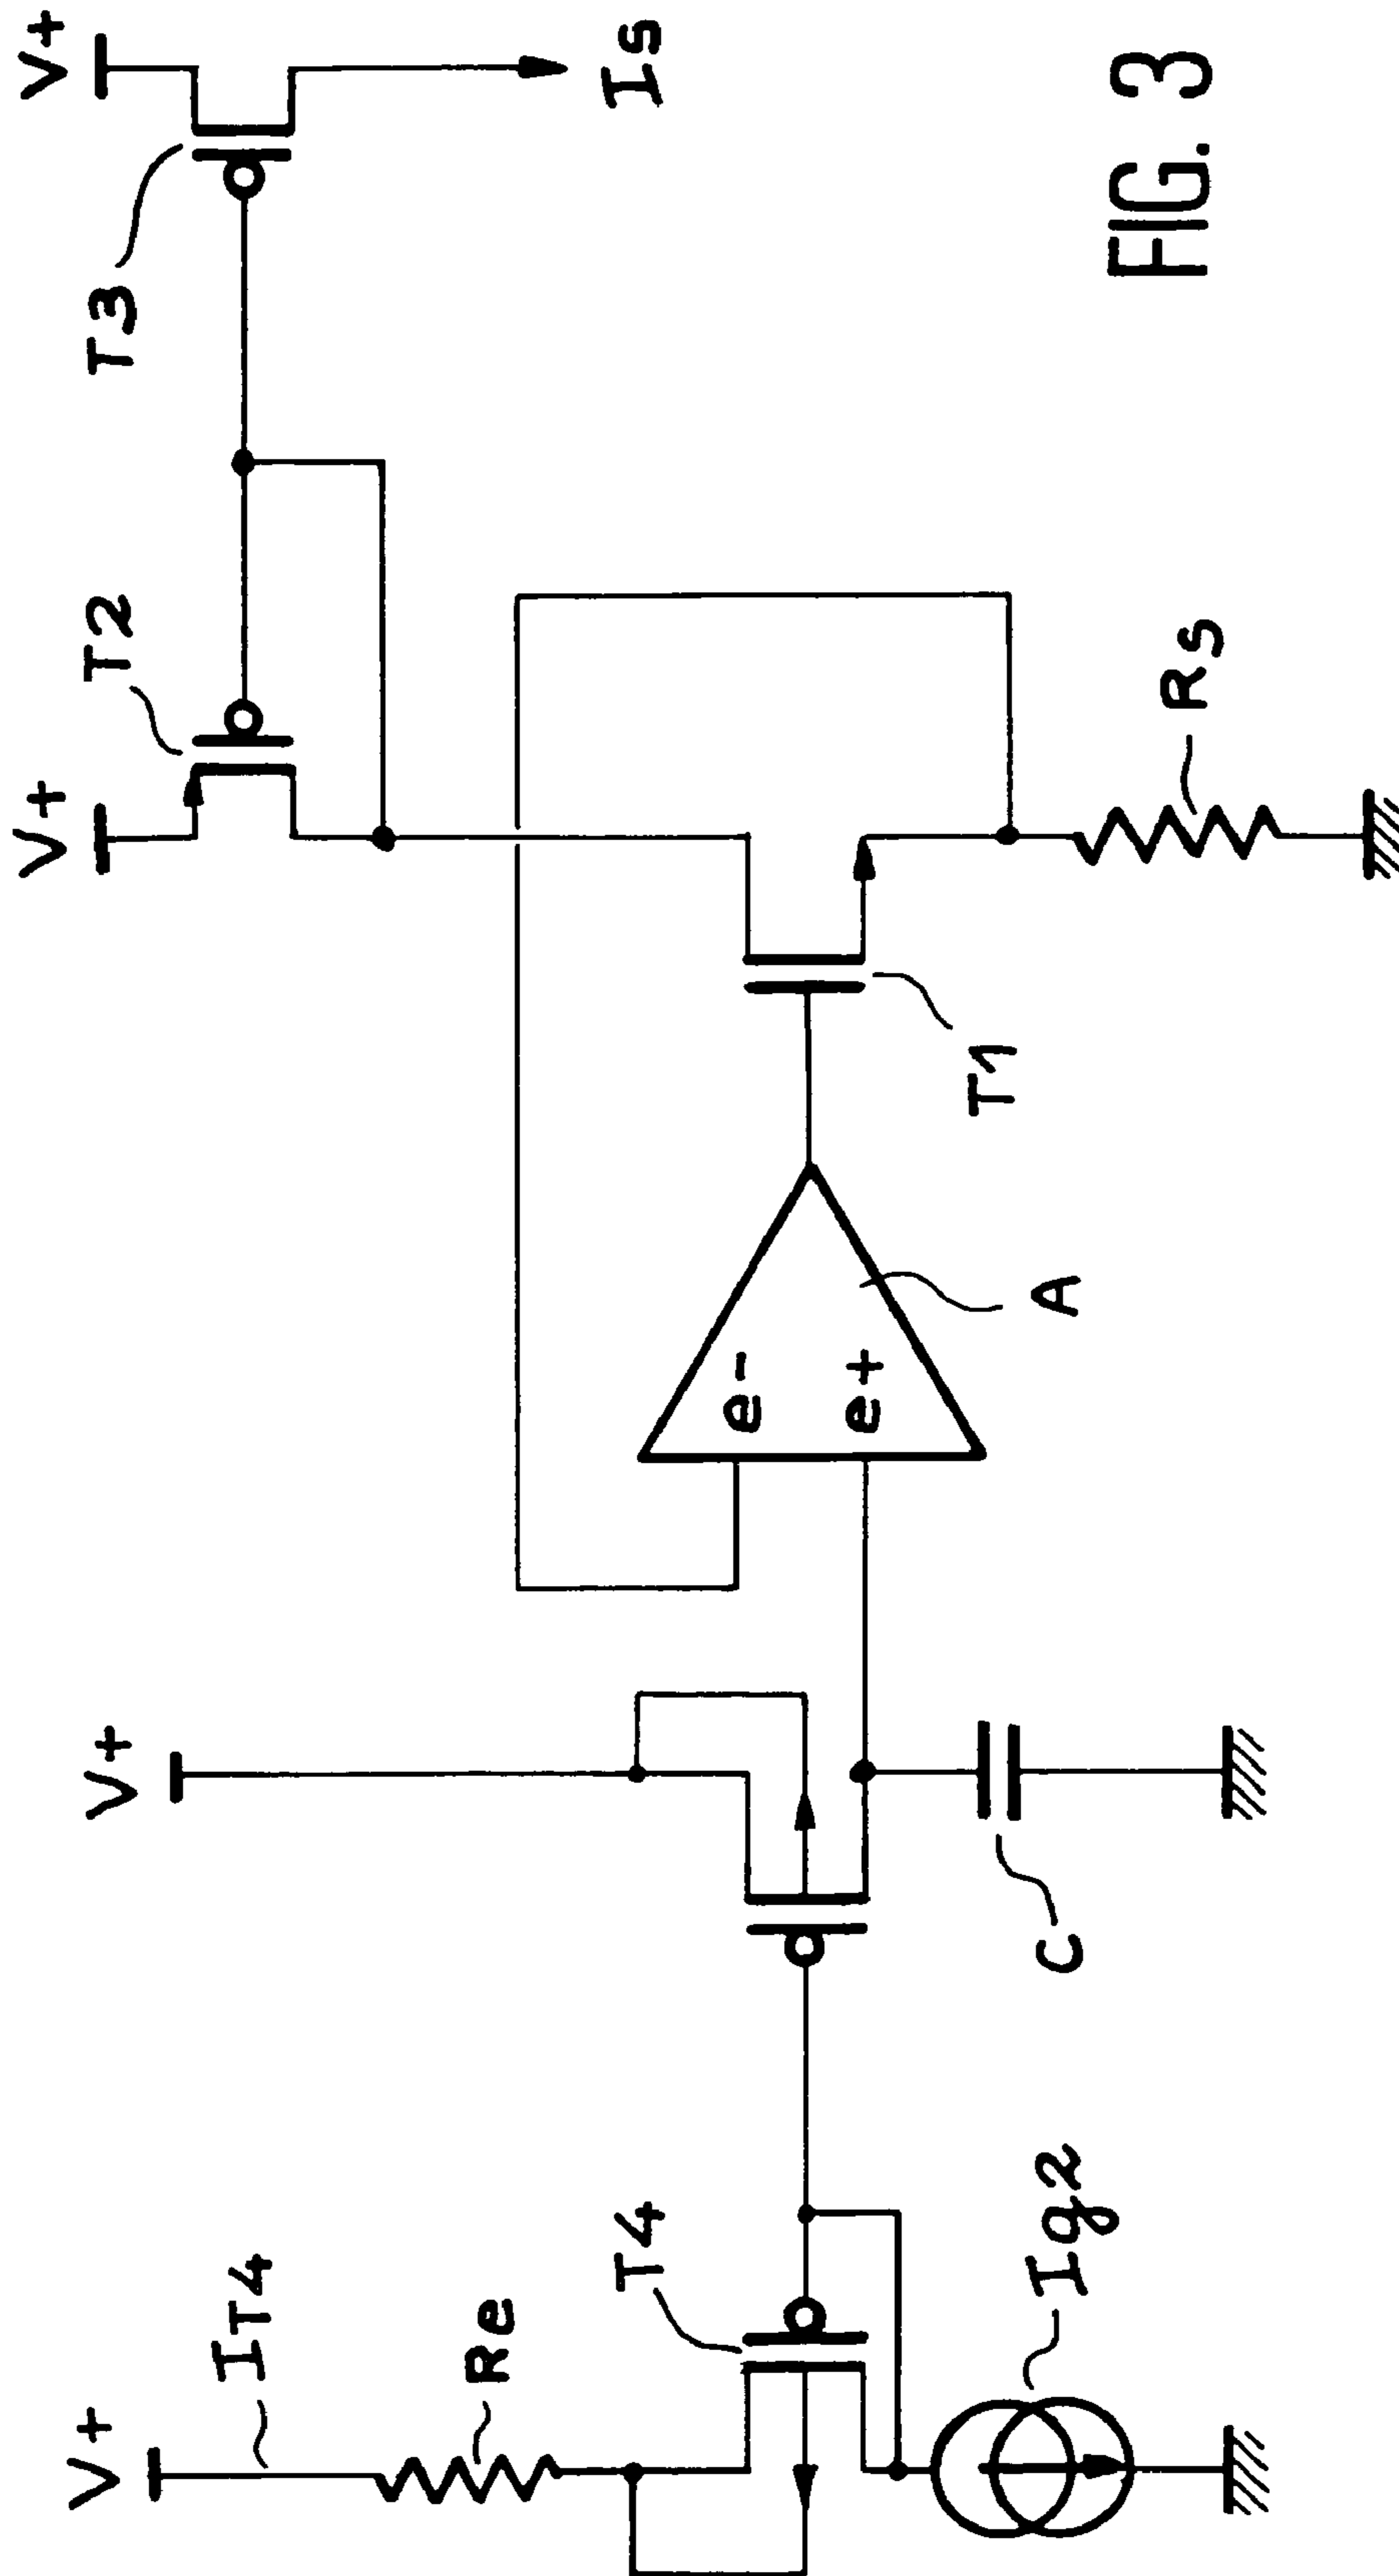 V+
IT4
Re
T4
Ig2
V+
C
e-
e+
A
T1
V+
T2
Rs
T3
V+
Is
FIG. 3